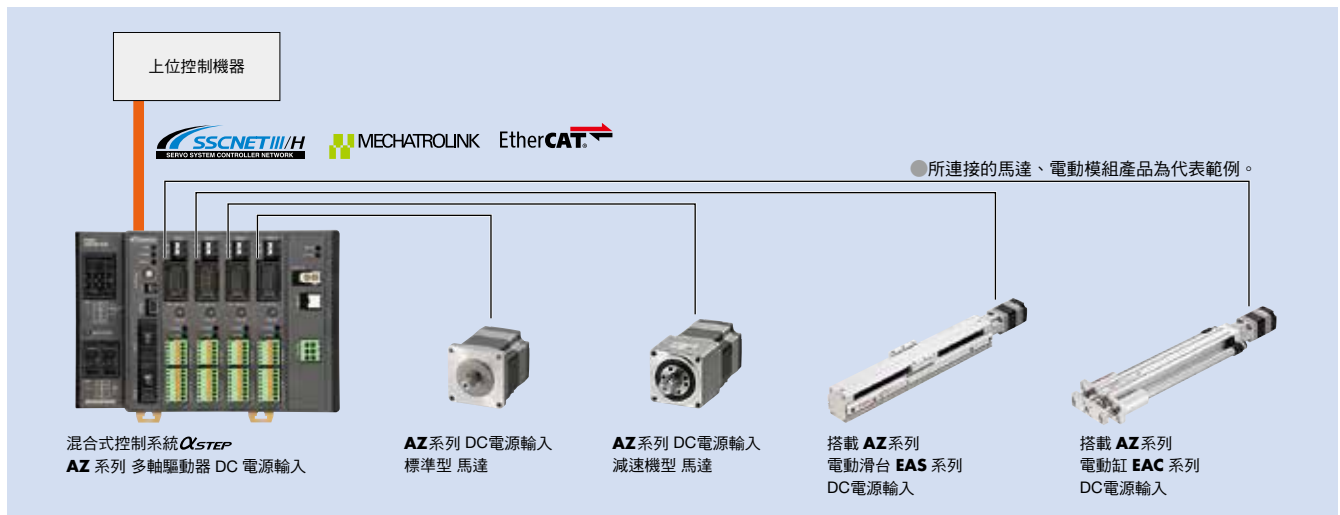 上位控制機器
SSCNETIII/H
SERVO SYSTEM CONTROLLER NETWORK
MECHATROLINK
EtherCAT®
●所連接的馬達、電動模組產品為代表範例。
混合式控制系統αSTEP
AZ 系列 多軸驅動器 DC 電源輸入
AZ系列 DC電源輸入
標準型 馬達
AZ系列 DC電源輸入
減速機型 馬達
搭載 AZ系列
電動滑台 EAS 系列
DC電源輸入
搭載 AZ系列
電動缸 EAC 系列
DC電源輸入